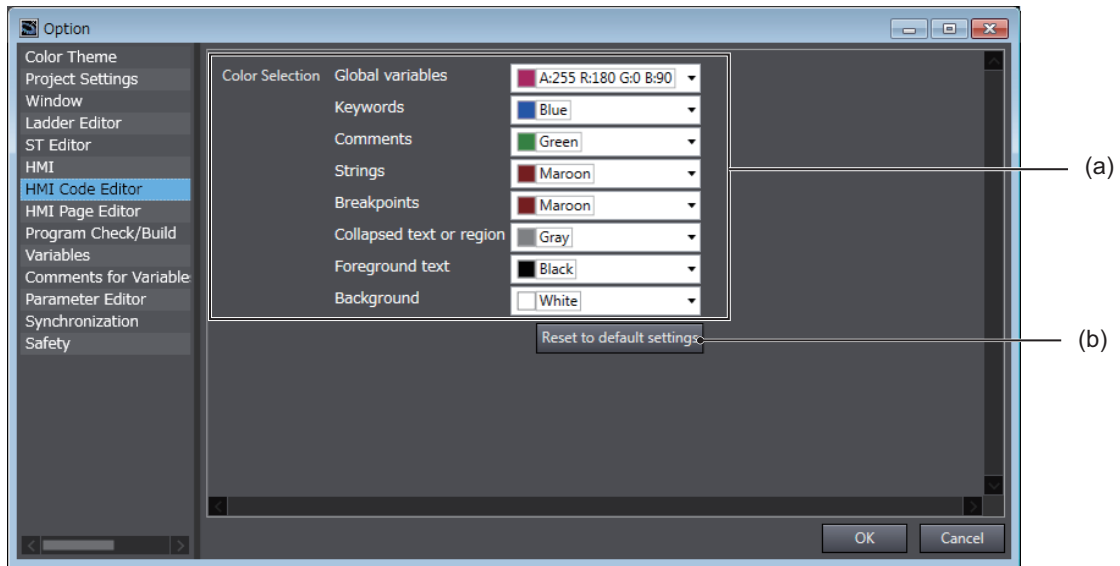 Option
Color Theme
Project Settings
Window
Ladder Editor
ST Editor
HMI
HMI Code Editor
HMI Page Editor
Program Check/Build
Variables
Comments for Variable
Parameter Editor
Synchronization
Safety
Color Selection Global variables A:255 R:180 G:0 B:90
Keywords Blue
Comments Green
Strings Maroon
Breakpoints Maroon
Collapsed text or region Gray
Foreground text Black
Background White
Reset to default settings
(a)
(b)
OK Cancel